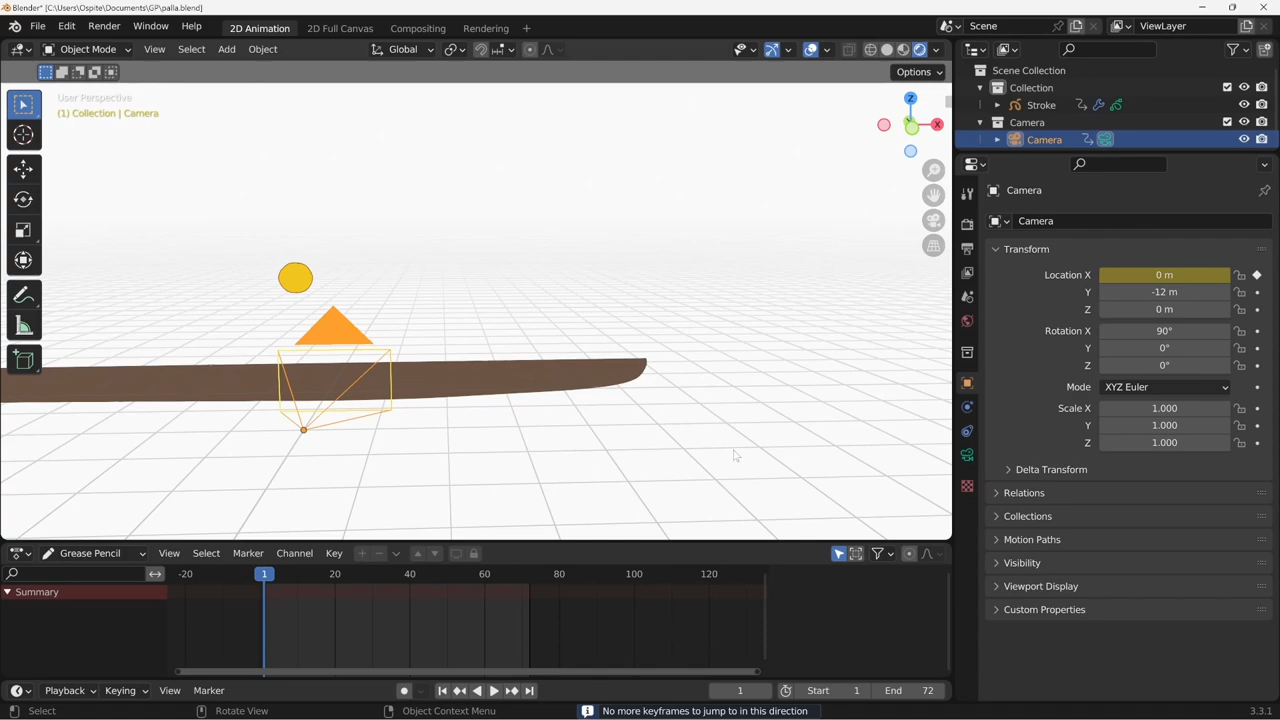 Blender* [C:\Users\Ospite\Documents\GP\palla.blend]
File Edit Render Window Help 2D Animation 2D Full Canvas Compositing Rendering + Scene ViewLayer
Object Mode View Select Add Object Global
Options
User Perspective
(1) Collection | Camera
Z
X
Scene Collection
Collection
Stroke
Camera
Camera
Camera
Camera
Transform
Location X 0 m
Y -12 m
Z 0 m
Rotation X 90°
Y 0°
Z 0°
Mode XYZ Euler
Scale X 1.000
Y 1.000
Z 1.000
Delta Transform
Relations
Collections
Motion Paths
Visibility
Viewport Display
Custom Properties
Grease Pencil View Select Marker Channel Key
-20 1 20 40 60 80 100 120
Summary
Playback Keying View Marker 1 Start 1 End 72
Select Rotate View Object Context Menu No more keyframes to jump to in this direction 3.3.1